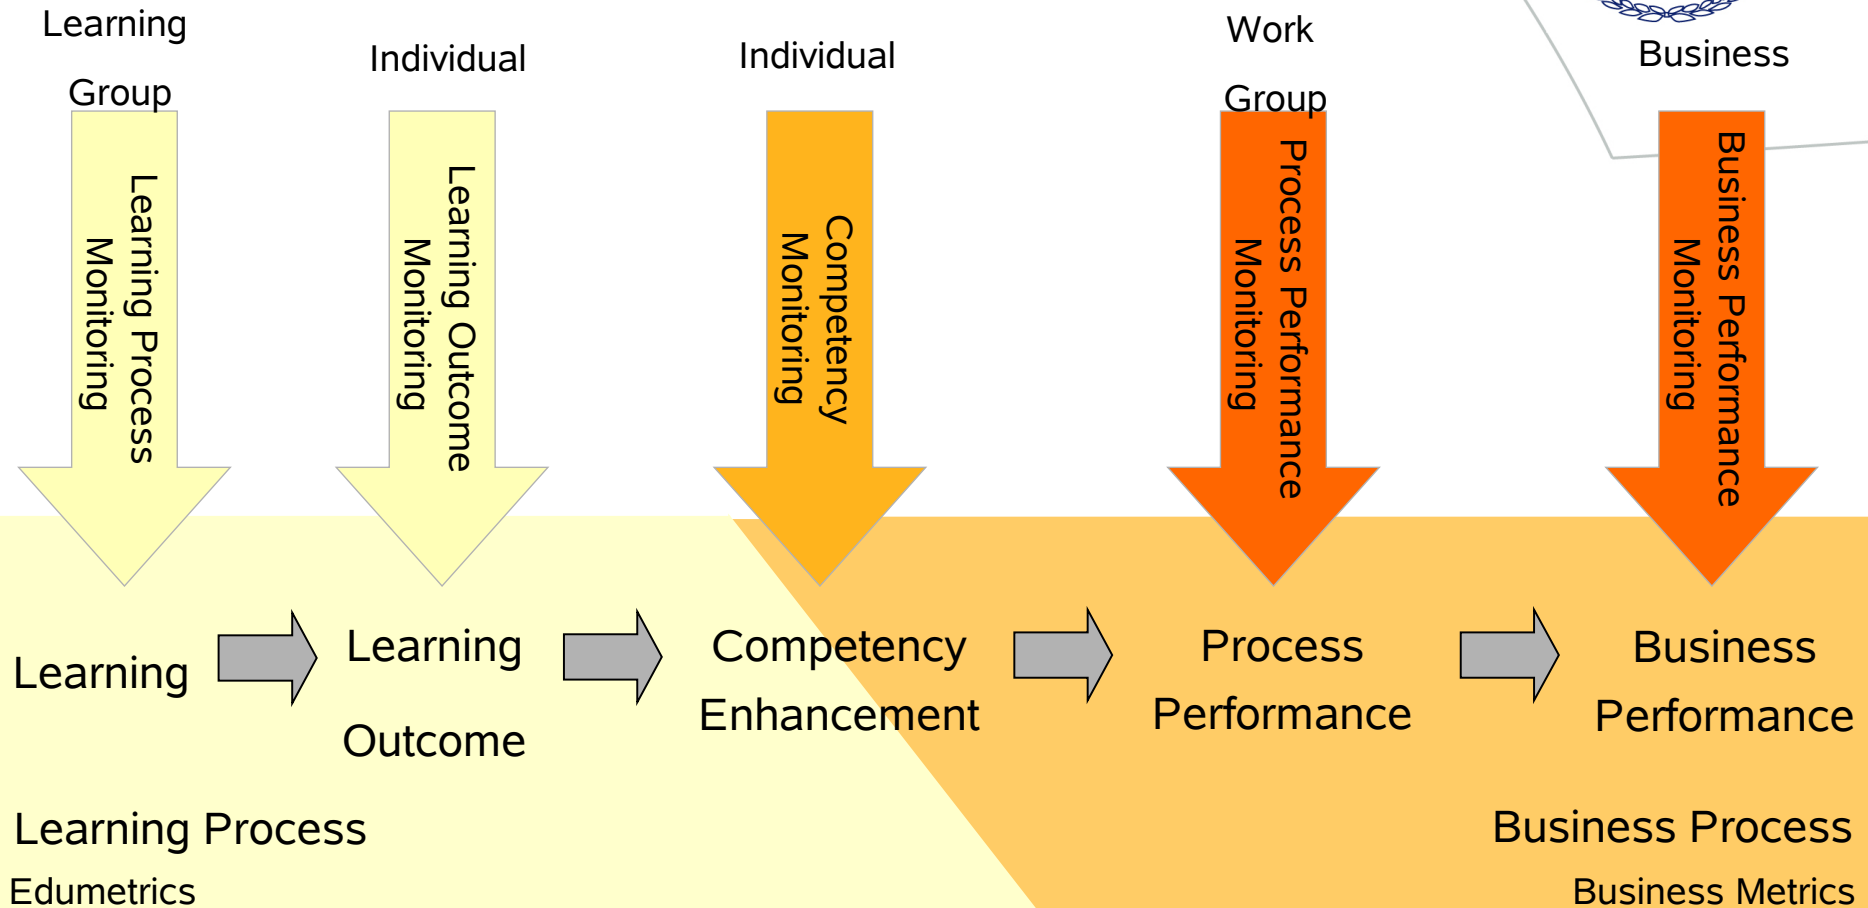 Learning
Group
Individual
Individual
Work
Group
Business
Learning Process
Monitoring
Learning Outcome
Monitoring
Competency
Monitoring
Process Performance
Monitoring
Business Performance
Monitoring
Learning
Learning
Outcome
Competency
Enhancement
Process
Performance
Business
Performance
Learning Process
Business Process
Edumetrics
Business Metrics